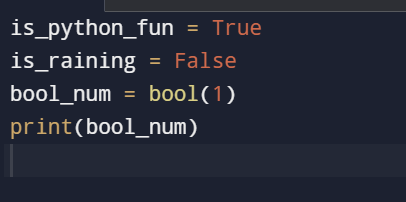 is_python_fun = True
is_raining = False
bool_num = bool(1)
print(bool_num)